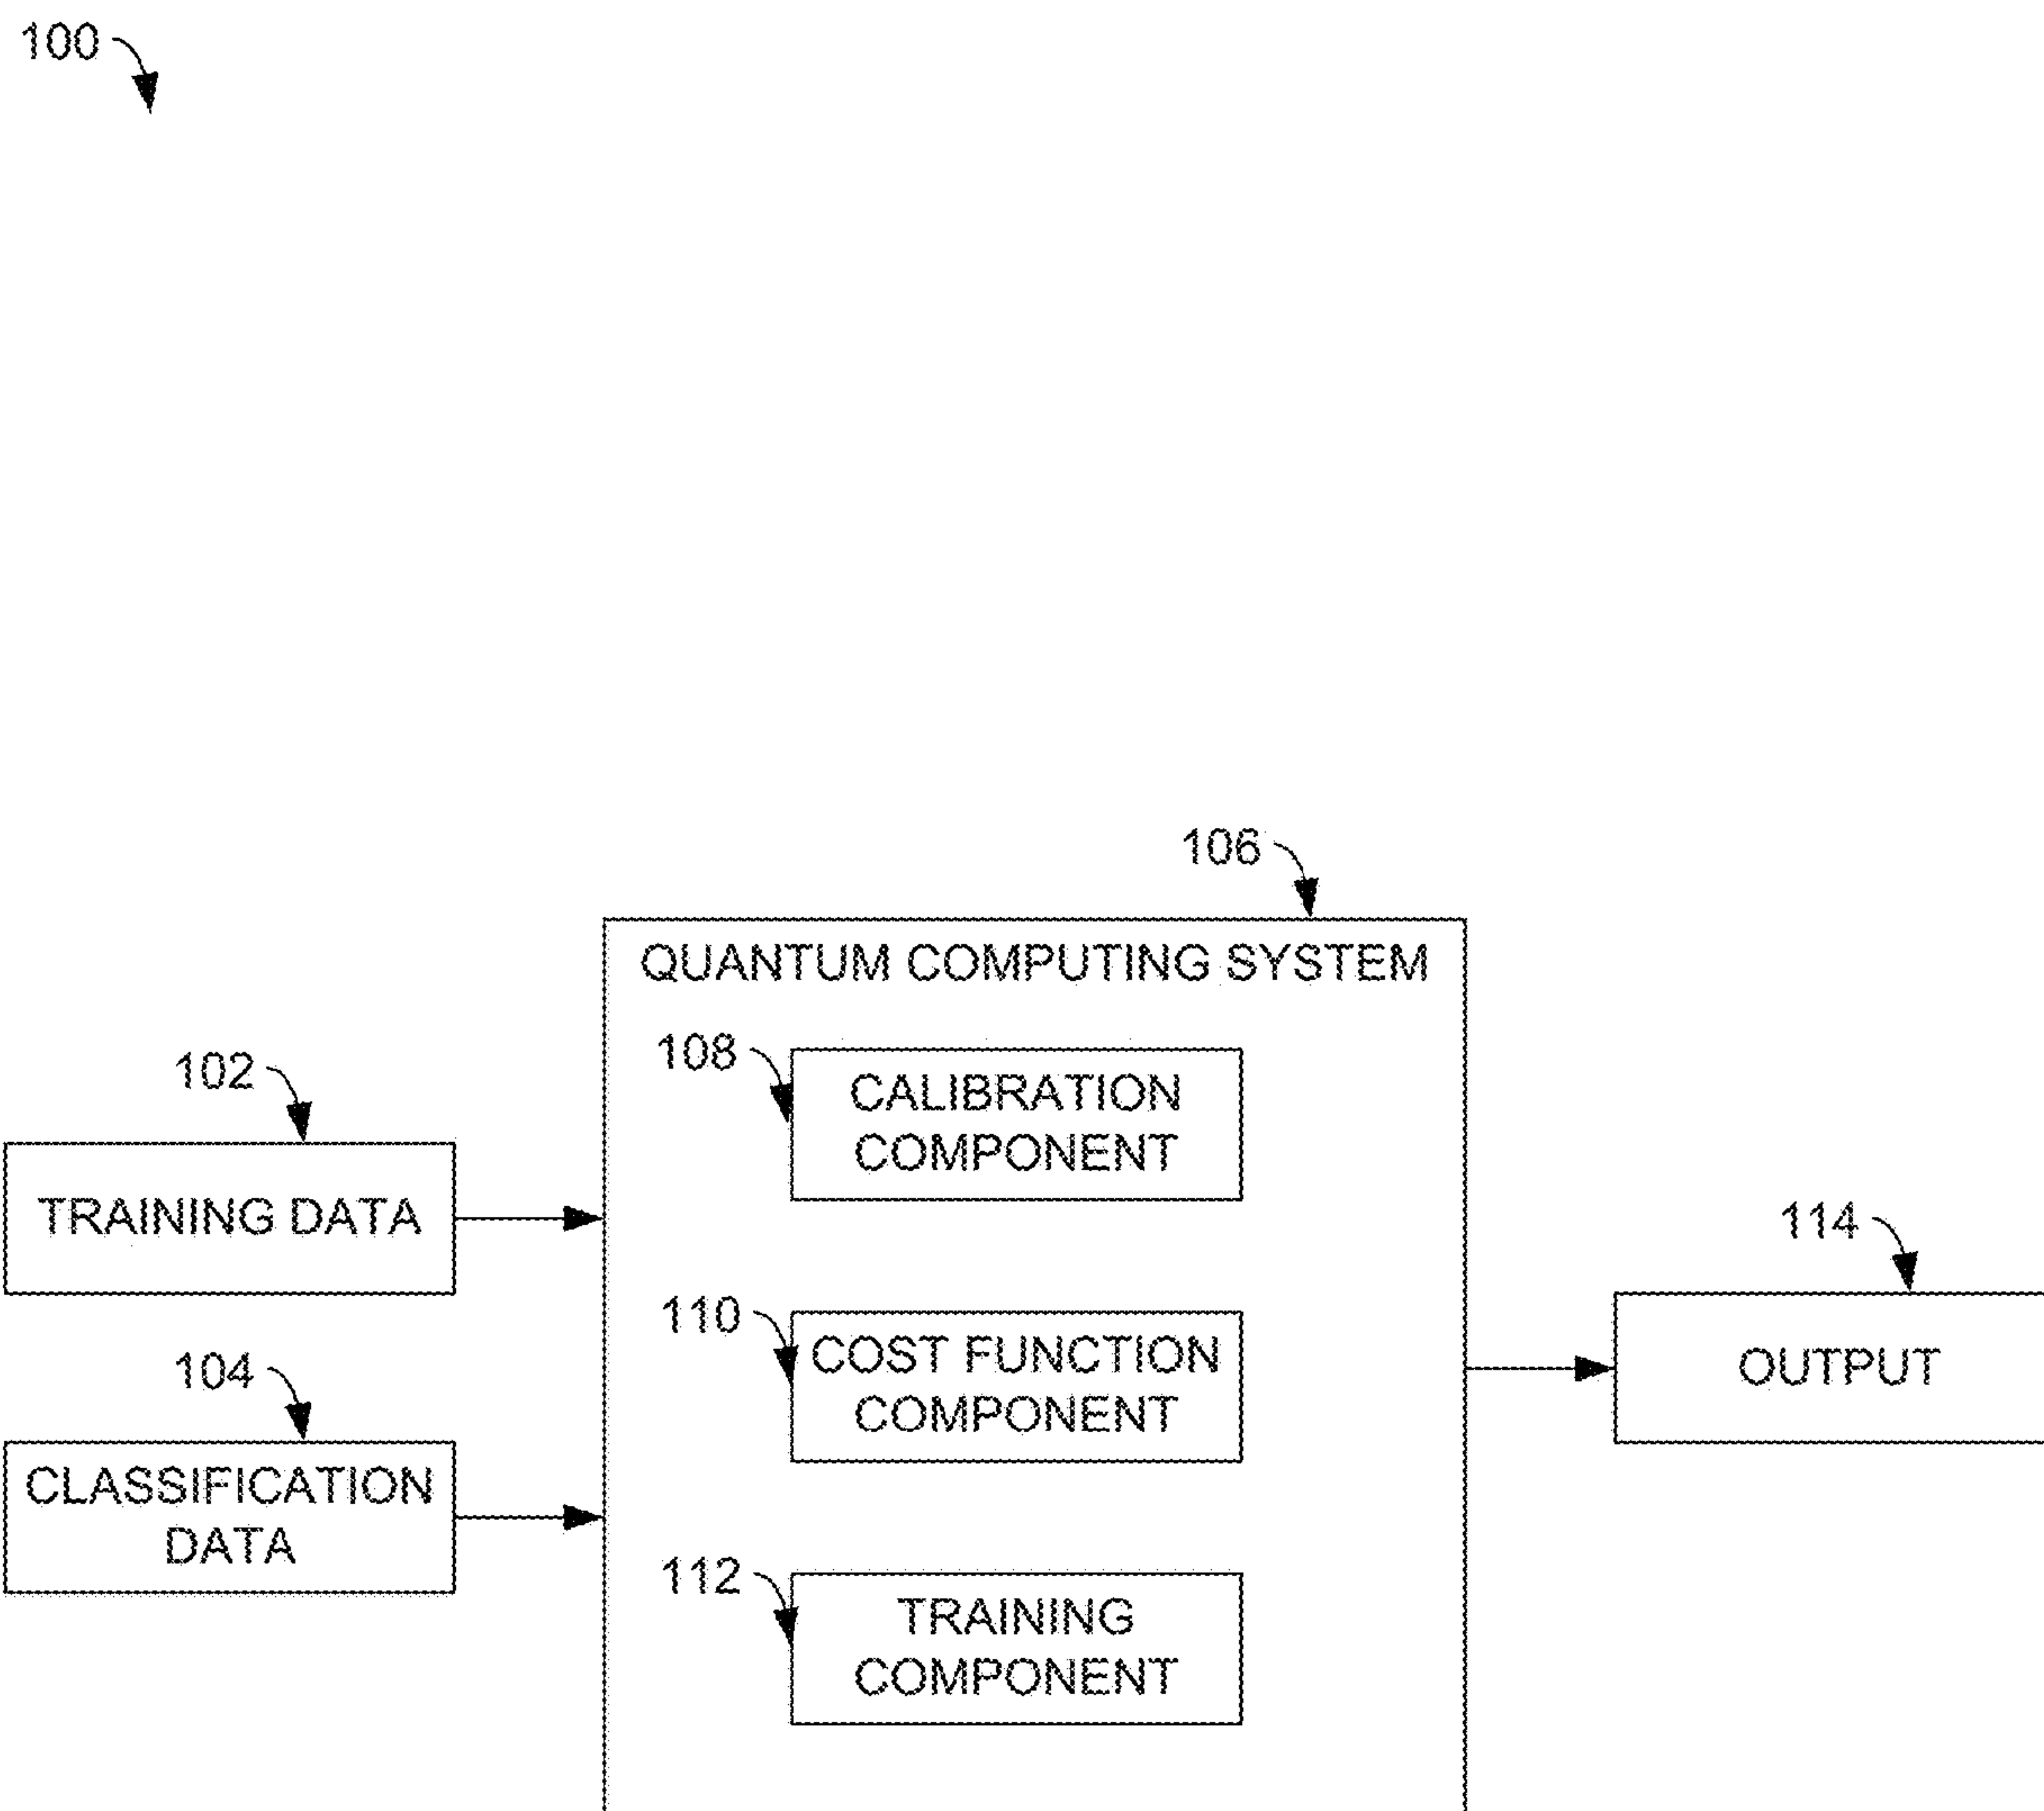 100
106
QUANTUM COMPUTING SYSTEM
108
CALIBRATION
COMPONENT
102
TRAINING DATA
110
COST FUNCTION
COMPONENT
114
OUTPUT
104
CLASSIFICATION
DATA
112
TRAINING
COMPONENT